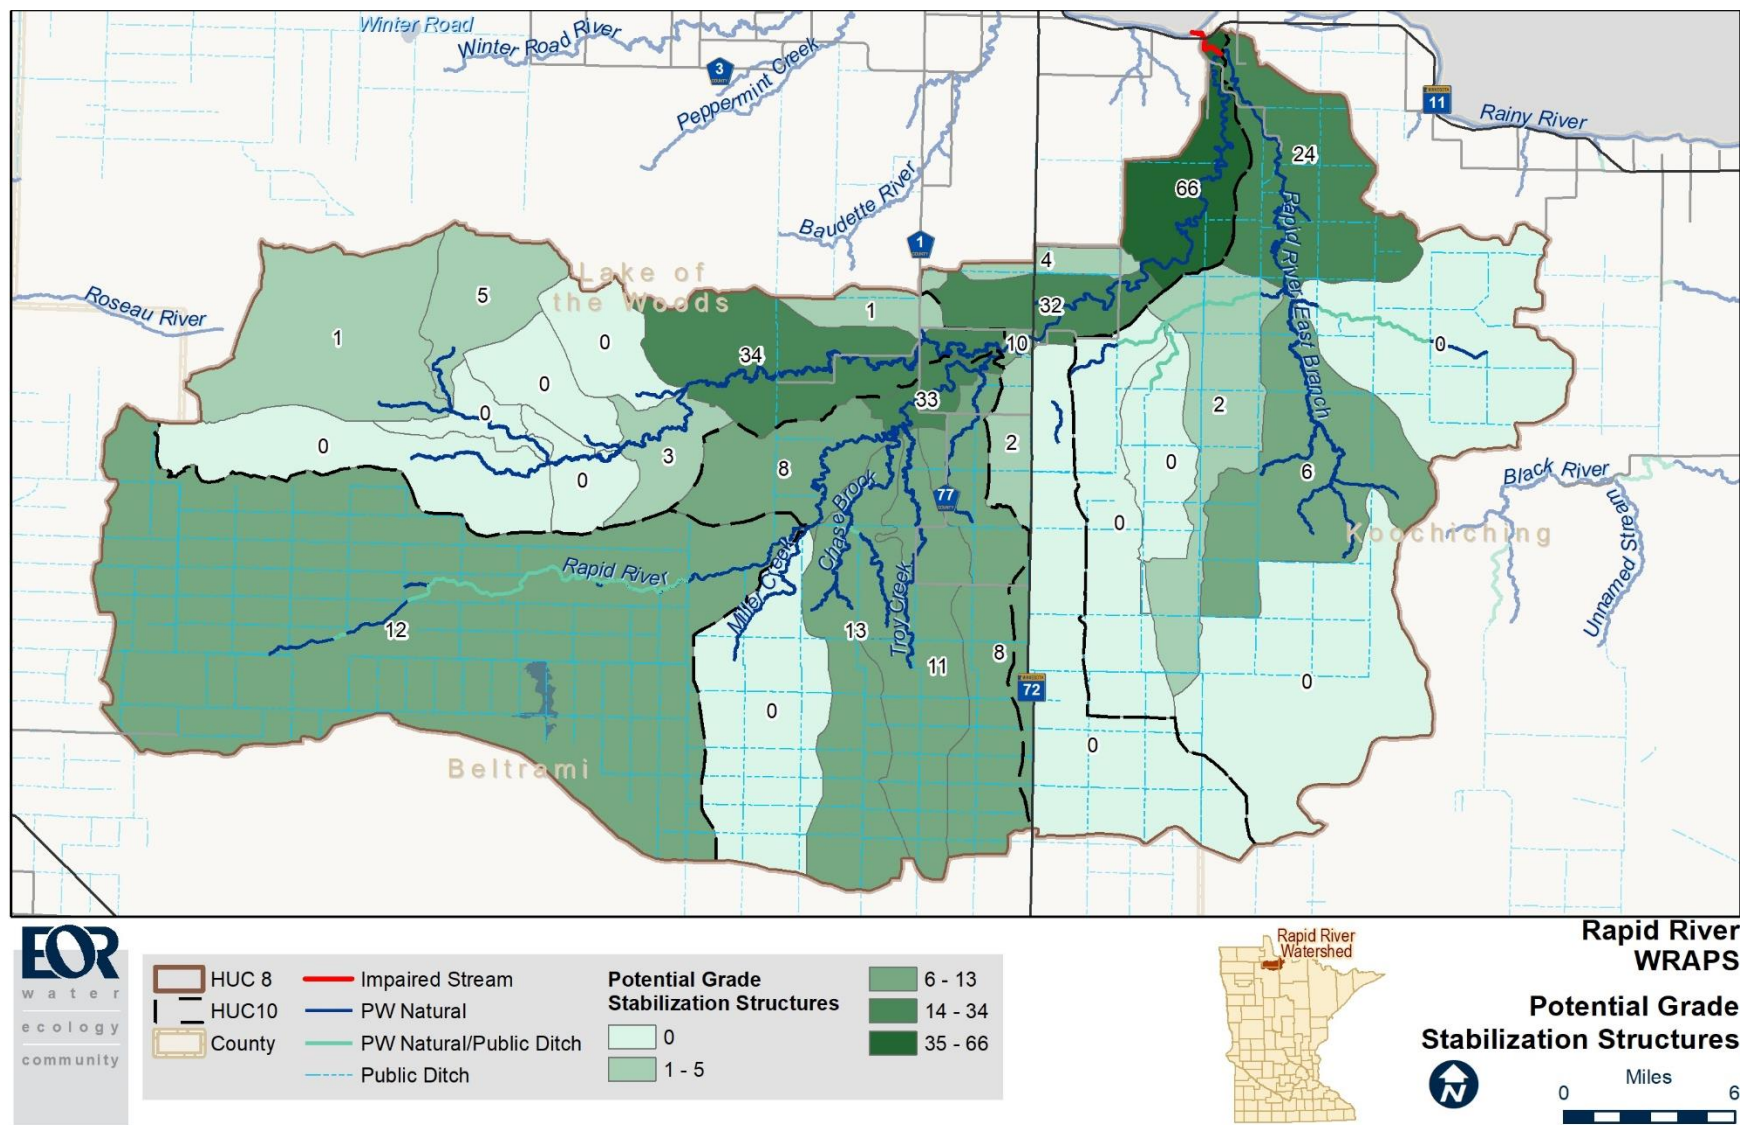 Winter Road
Winter Road River
3
COUNTY
Peppermint Creek
11
Rainy River
24
66
Baudette River
1
COUNTY
Rapid River East Branch
4
Lake of
the Woods
5
Roseau River
1
1
32
0
34
10
0
0
33
2
0
0
3
8
2
0
6
0
Black River
77
COUNTY
Chase Brook
0
Koochiching
Unnamed Stream
Rapid River
Miller Creek
Troy Creek
12
13
11
8
72
0
0
0
Beltrami
EOR
water
ecology
community
HUC 8
HUC10
County
Impaired Stream
PW Natural
PW Natural/Public Ditch
Public Ditch
Potential Grade
Stabilization Structures
0
1 - 5
6 - 13
14 - 34
35 - 66
Rapid River
Watershed
Rapid River
WRAPS
Potential Grade
Stabilization Structures
N
Miles
0 6